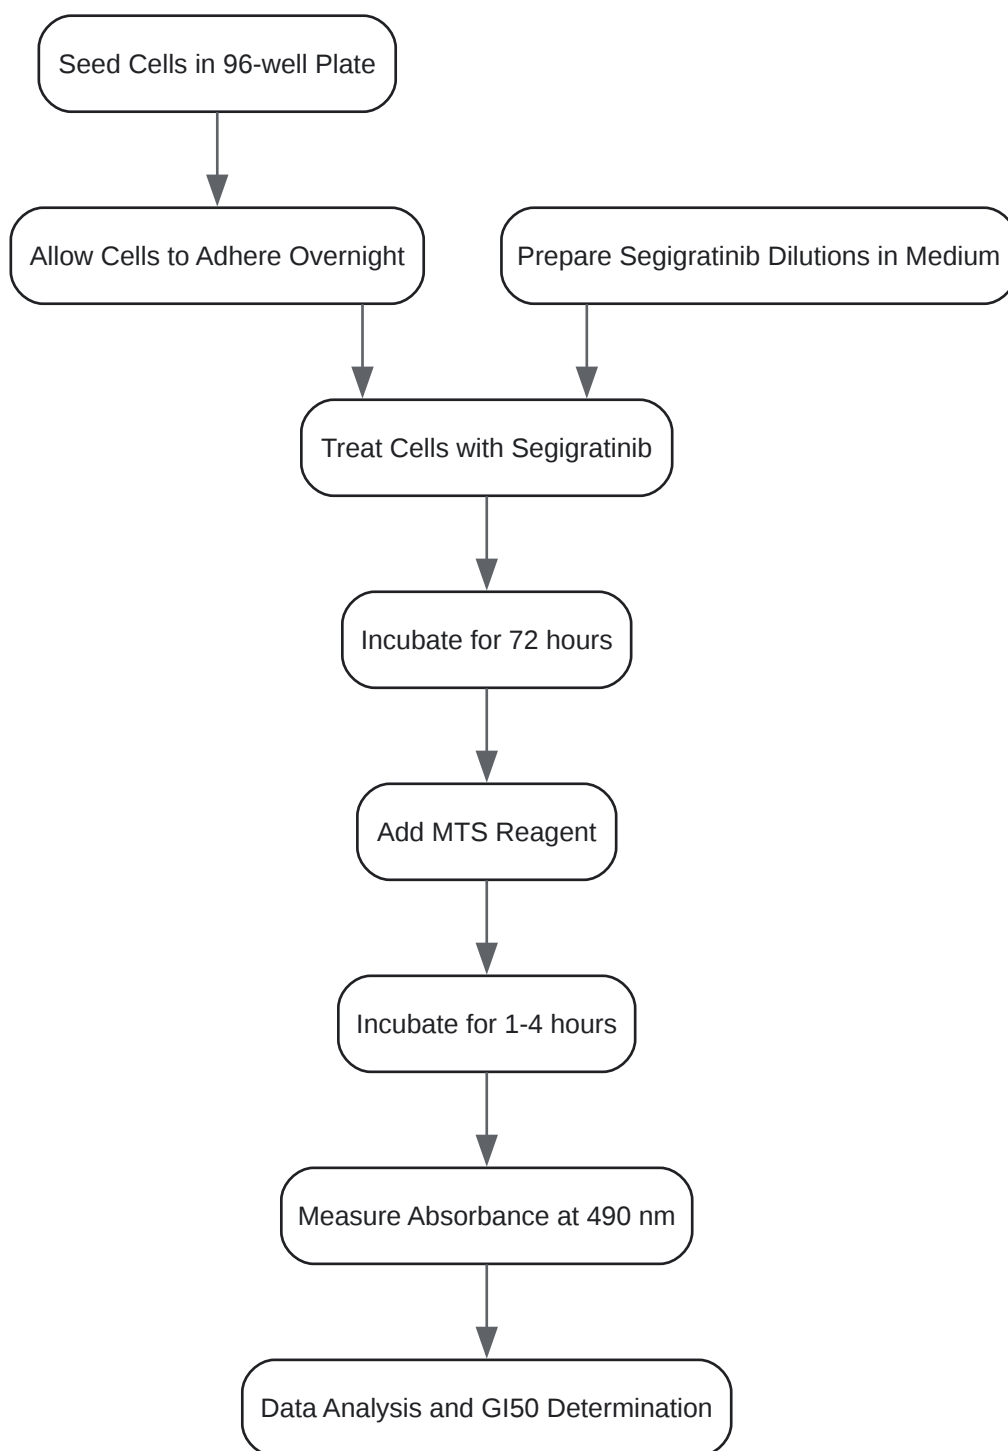 Seed Cells in 96-well Plate
Allow Cells to Adhere Overnight
Prepare Segigratinib Dilutions in Medium
Treat Cells with Segigratinib
Incubate for 72 hours
Add MTS Reagent
Incubate for 1-4 hours
Measure Absorbance at 490 nm
Data Analysis and GI50 Determination